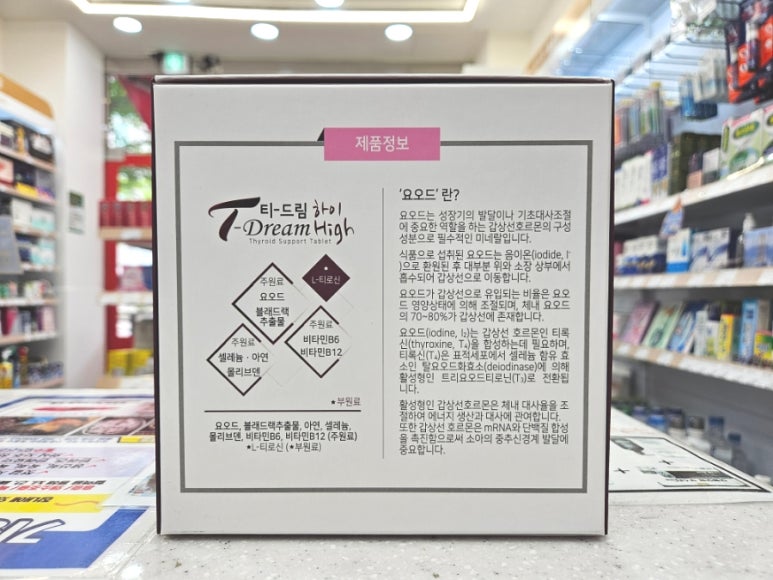 제품정보
티-드림 하이
T-Dream High
Thyroid Support Tablet
*
L-티로신
주원료
요오드
블래드랙
추출물
주원료
비타민B6
비타민B12
주원료
셀레늄·아연
몰리브덴
★부원료
요오드, 블래드랙추출물, 아연, 셀레늄,
몰리브덴, 비타민B6, 비타민B12 (주원료)
★L-티로신 (★부원료)
'요오드' 란?
요오드는 성장기의 발달이나 기초대사조절
에 중요한 역할을 하는 갑상선호르몬의 구성
성분으로 필수적인 미네랄입니다.
식품으로 섭취된 요오드는 음이온(iodide, I⁻
)으로 환원된 후 대부분 위와 소장 상부에서
흡수되어 갑상선으로 이동합니다.
요오드가 갑상선으로 유입되는 비율은 요오
드 영양상태에 의해 조절되며, 체내 요오드
의 70~80%가 갑상선에 존재합니다.
요오드(iodine, I₂)는 갑상선 호르몬인 티록
신(thyroxine, T₄)을 합성하는데 필요하며,
티록신(T₄)은 표적세포에서 셀레늄 함유 효
소인 탈요오드화효소(deiodinase)에 의해
활성형인 트리요오드티로닌(T₃)로 전환됩
니다.
활성형인 갑상선호르몬은 체내 대사율을 조
절하여 에너지 생산과 대사에 관여합니다.
또한 갑상선 호르몬은 mRNA와 단백질 합성
을 촉진함으로써 소아의 중추신경계 발달에
중요합니다.